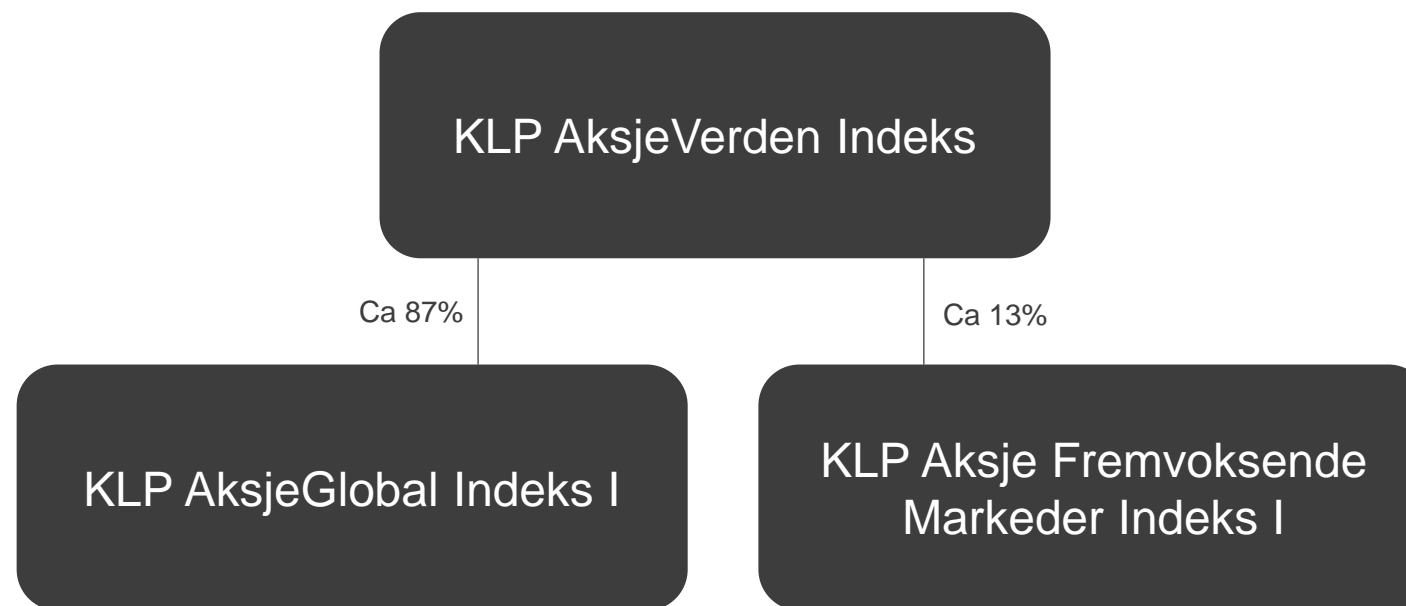 KLP AksjeVerden Indeks
Ca 87%
Ca 13%
KLP AksjeGlobal Indeks I
KLP Aksje Fremvoksende
Markeder Indeks I